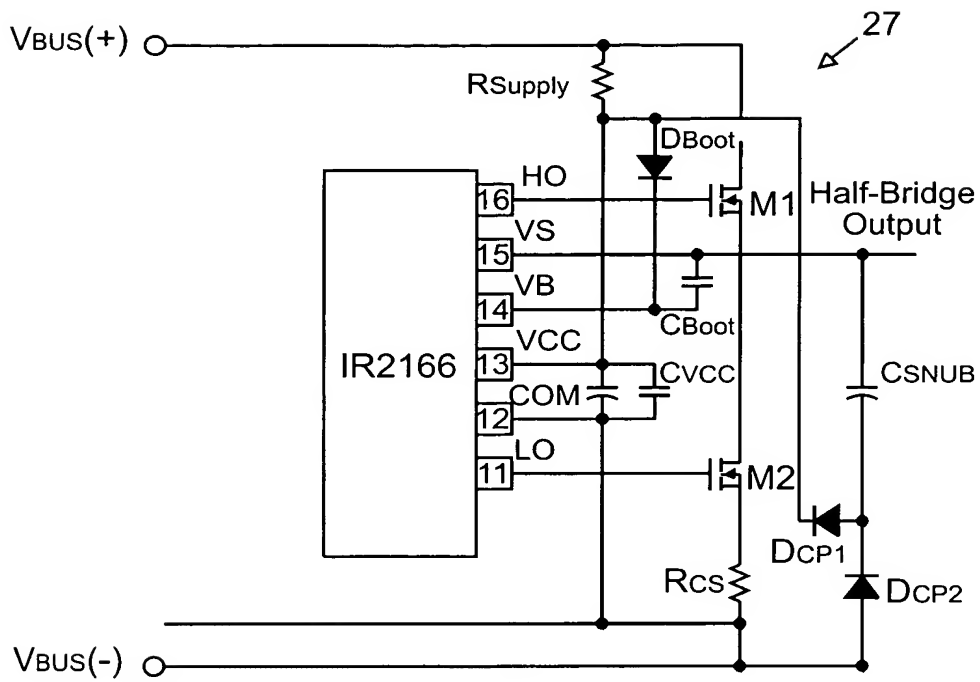 VBUS(+)
27
RSupply
DBoot
HO
16
M1
Half-Bridge
Output
VS
15
VB
14
CBoot
VCC
13
IR2166
CVCC
CSNUB
COM
12
LO
11
M2
DCP1
RCS
DCP2
VBUS(-)